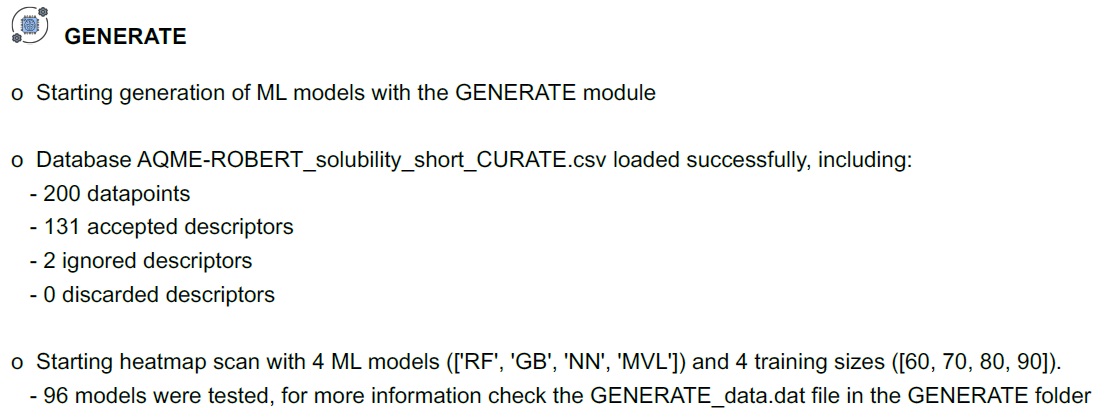 GENERATE
o Starting generation of ML models with the GENERATE module
o Database AQME-ROBERT_solubility_short_CURATE.csv loaded successfully, including:
- 200 datapoints
- 131 accepted descriptors
- 2 ignored descriptors
- 0 discarded descriptors
o Starting heatmap scan with 4 ML models (['RF', 'GB', 'NN', 'MVL']) and 4 training sizes ([60, 70, 80, 90]).
- 96 models were tested, for more information check the GENERATE_data.dat file in the GENERATE folder